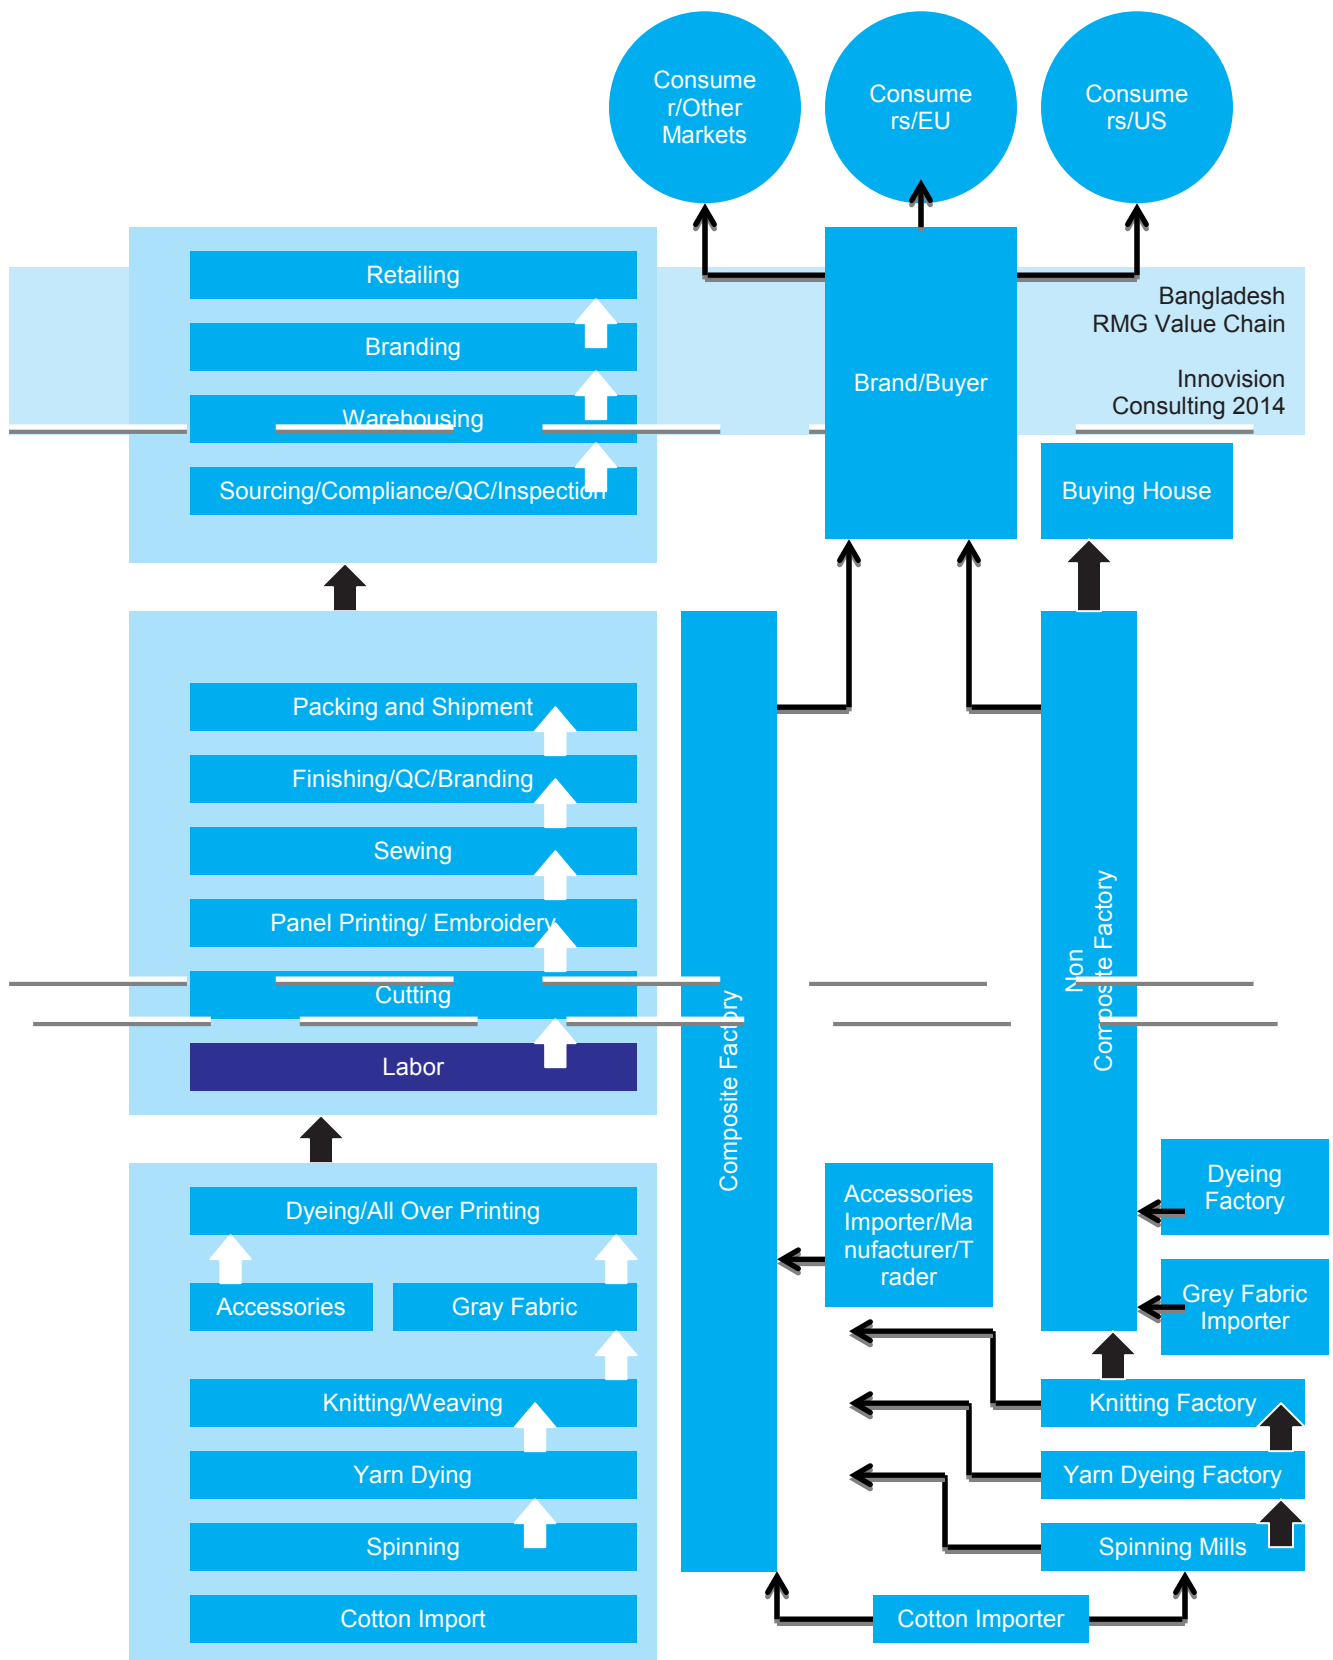 Consume
r/Other
Markets
Consume
rs/EU
Consume
rs/US
Retailing
Branding
Warehousing
Sourcing/Compliance/QC/Inspection
Brand/Buyer
Bangladesh
RMG Value Chain
Innovision
Consulting 2014
Buying House
Packing and Shipment
Finishing/QC/Branding
Sewing
Panel Printing/ Embroidery
Cutting
Labor
Composite Factory
Non
Composite Factory
Dyeing/All Over Printing
Accessories
Gray Fabric
Knitting/Weaving
Yarn Dying
Spinning
Cotton Import
Accessories
Importer/Ma
nufacturer/T
rader
Dyeing
Factory
Grey Fabric
Importer
Knitting Factory
Yarn Dyeing Factory
Spinning Mills
Cotton Importer